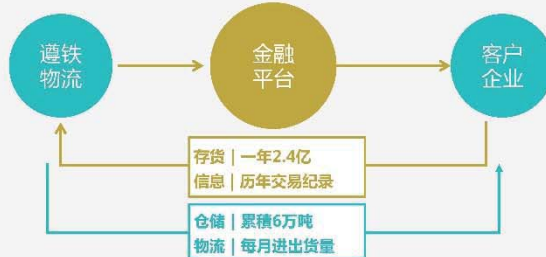 遵铁
物流
金融
平台
客户
企业
存货 | 一年2.4亿
信息 | 历年交易纪录
仓储 | 累積6万吨
物流 | 每月进出货量